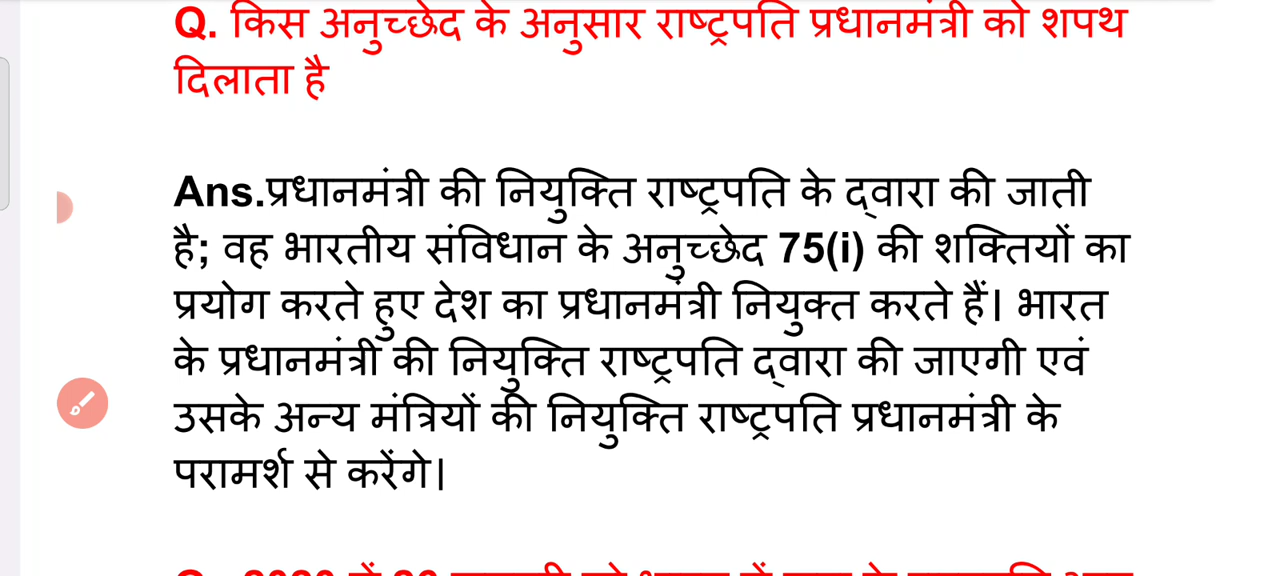 Q. किस अनुच्छेद के अनुसार राष्ट्रपति प्रधानमंत्री को शपथ
दिलाता है
Ans.प्रधानमंत्री की नियुक्ति राष्ट्रपति के द्वारा की जाती
है; वह भारतीय संविधान के अनुच्छेद 75(i) की शक्तियों का
प्रयोग करते हुए देश का प्रधानमंत्री नियुक्त करते हैं। भारत
के प्रधानमंत्री की नियुक्ति राष्ट्रपति द्वारा की जाएगी एवं
उसके अन्य मंत्रियों की नियुक्ति राष्ट्रपति प्रधानमंत्री के
परामर्श से करेंगे।